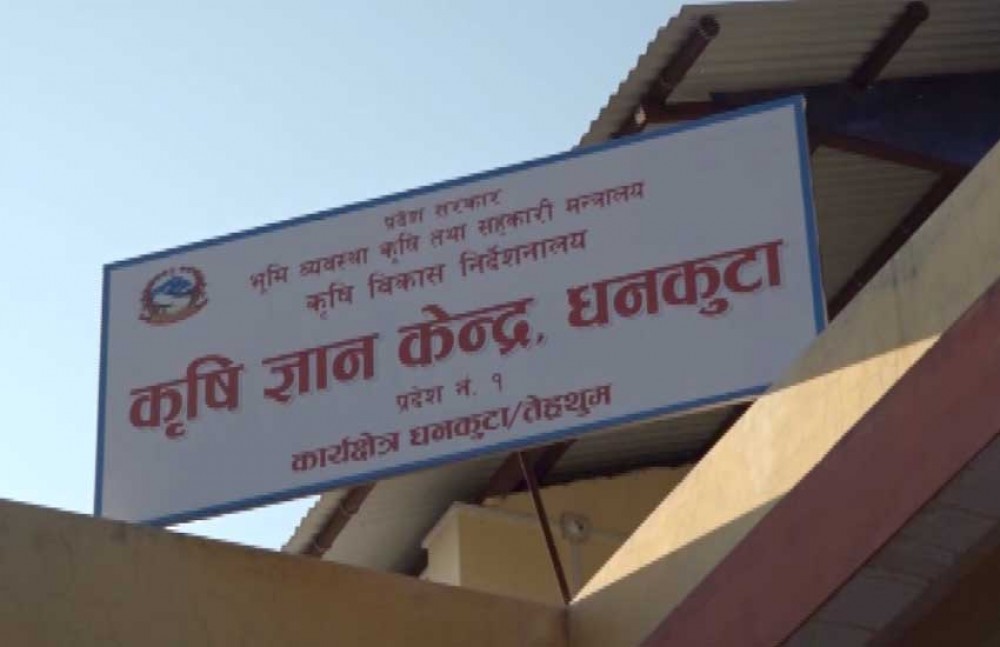 प्रदेश सरकार
भूमि व्यवस्था कृषि तथा सहकारी मन्त्रालय
कृषि विकास निर्देशनालय
कृषि ज्ञान केन्द्र, धनकुटा
प्रदेश नं. १
कार्यक्षेत्र धनकुटा/तेह्रथुम